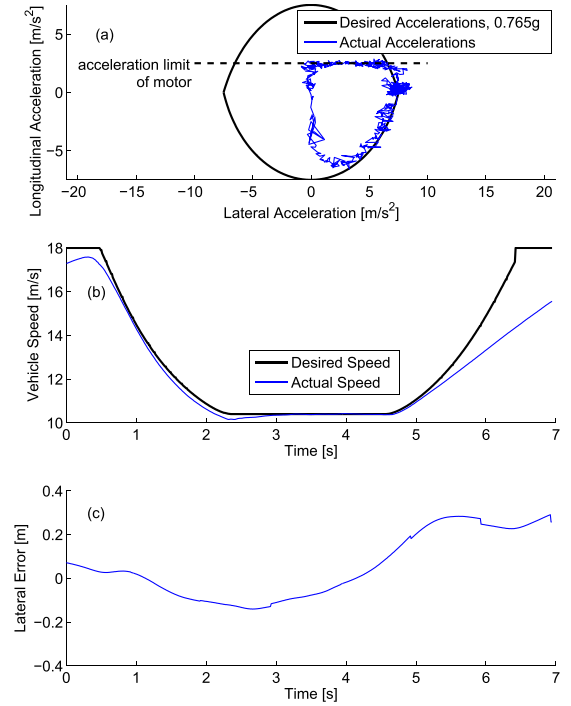 (a)
Desired Accelerations, 0.765g
Actual Accelerations
acceleration limit
of motor
Longitudinal Acceleration [m/s²]
5
0
−5
−20 −15 −10 −5 0 5 10 15 20
Lateral Acceleration [m/s²]
(b)
Vehicle Speed [m/s]
18
16
14
12
10
Desired Speed
Actual Speed
0 1 2 3 4 5 6 7
Time [s]
(c)
Lateral Error [m]
0.4
0.2
0
−0.2
−0.4
0 1 2 3 4 5 6 7
Time [s]